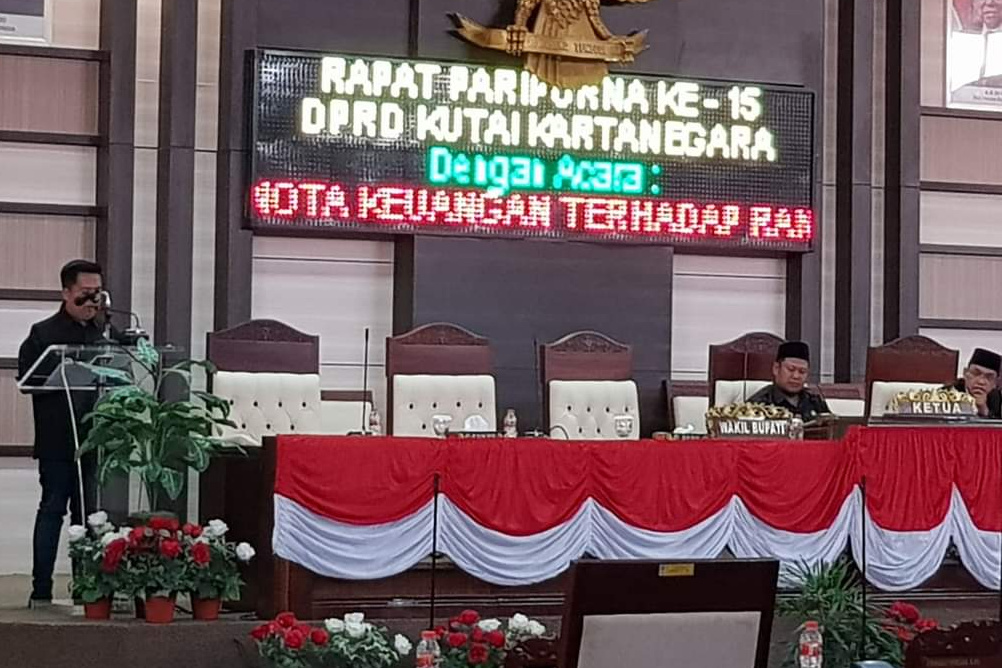 RAPAT PARIPURNA KE - 15
DPRD KUTAI KARTANEGARA
Dengan Acara :
NOTA KEUANGAN TERHADAP RAN
WAKIL BUPATI
KETUA